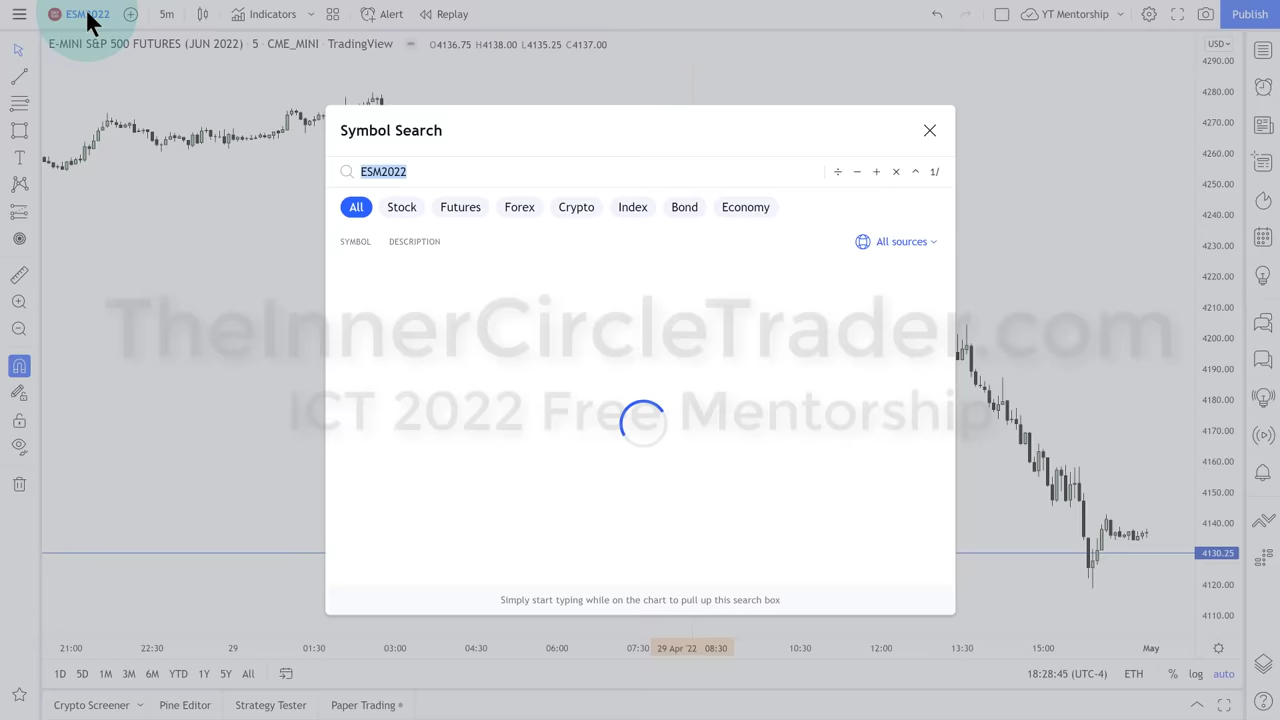 ESM2022 5m Indicators Alert Replay YT Mentorship Publish
E-MINI S&P 500 FUTURES (JUN 2022) · 5 · CME_MINI · TradingView O4136.75 H4138.00 L4135.25 C4137.00 USD
4290.00
4280.00
4270.00
4260.00
4250.00
4240.00
4230.00
4220.00
4210.00
4200.00
4190.00
4180.00
4170.00
4160.00
4150.00
4140.00
4130.25
4120.00
4110.00
Symbol Search
ESM2022 ÷ − + × ^ 1/
All Stock Futures Forex Crypto Index Bond Economy
SYMBOL DESCRIPTION All sources
TheInnerCircleTrader.com
ICT 2022 Free Mentorship
Simply start typing while on the chart to pull up this search box
21:00 22:30 29 01:30 03:00 04:30 06:00 07:30 29 Apr '22 08:30 10:30 12:00 13:30 15:00 May
1D 5D 1M 3M 6M YTD 1Y 5Y All 18:28:45 (UTC-4) ETH % log auto
Crypto Screener Pine Editor Strategy Tester Paper Trading